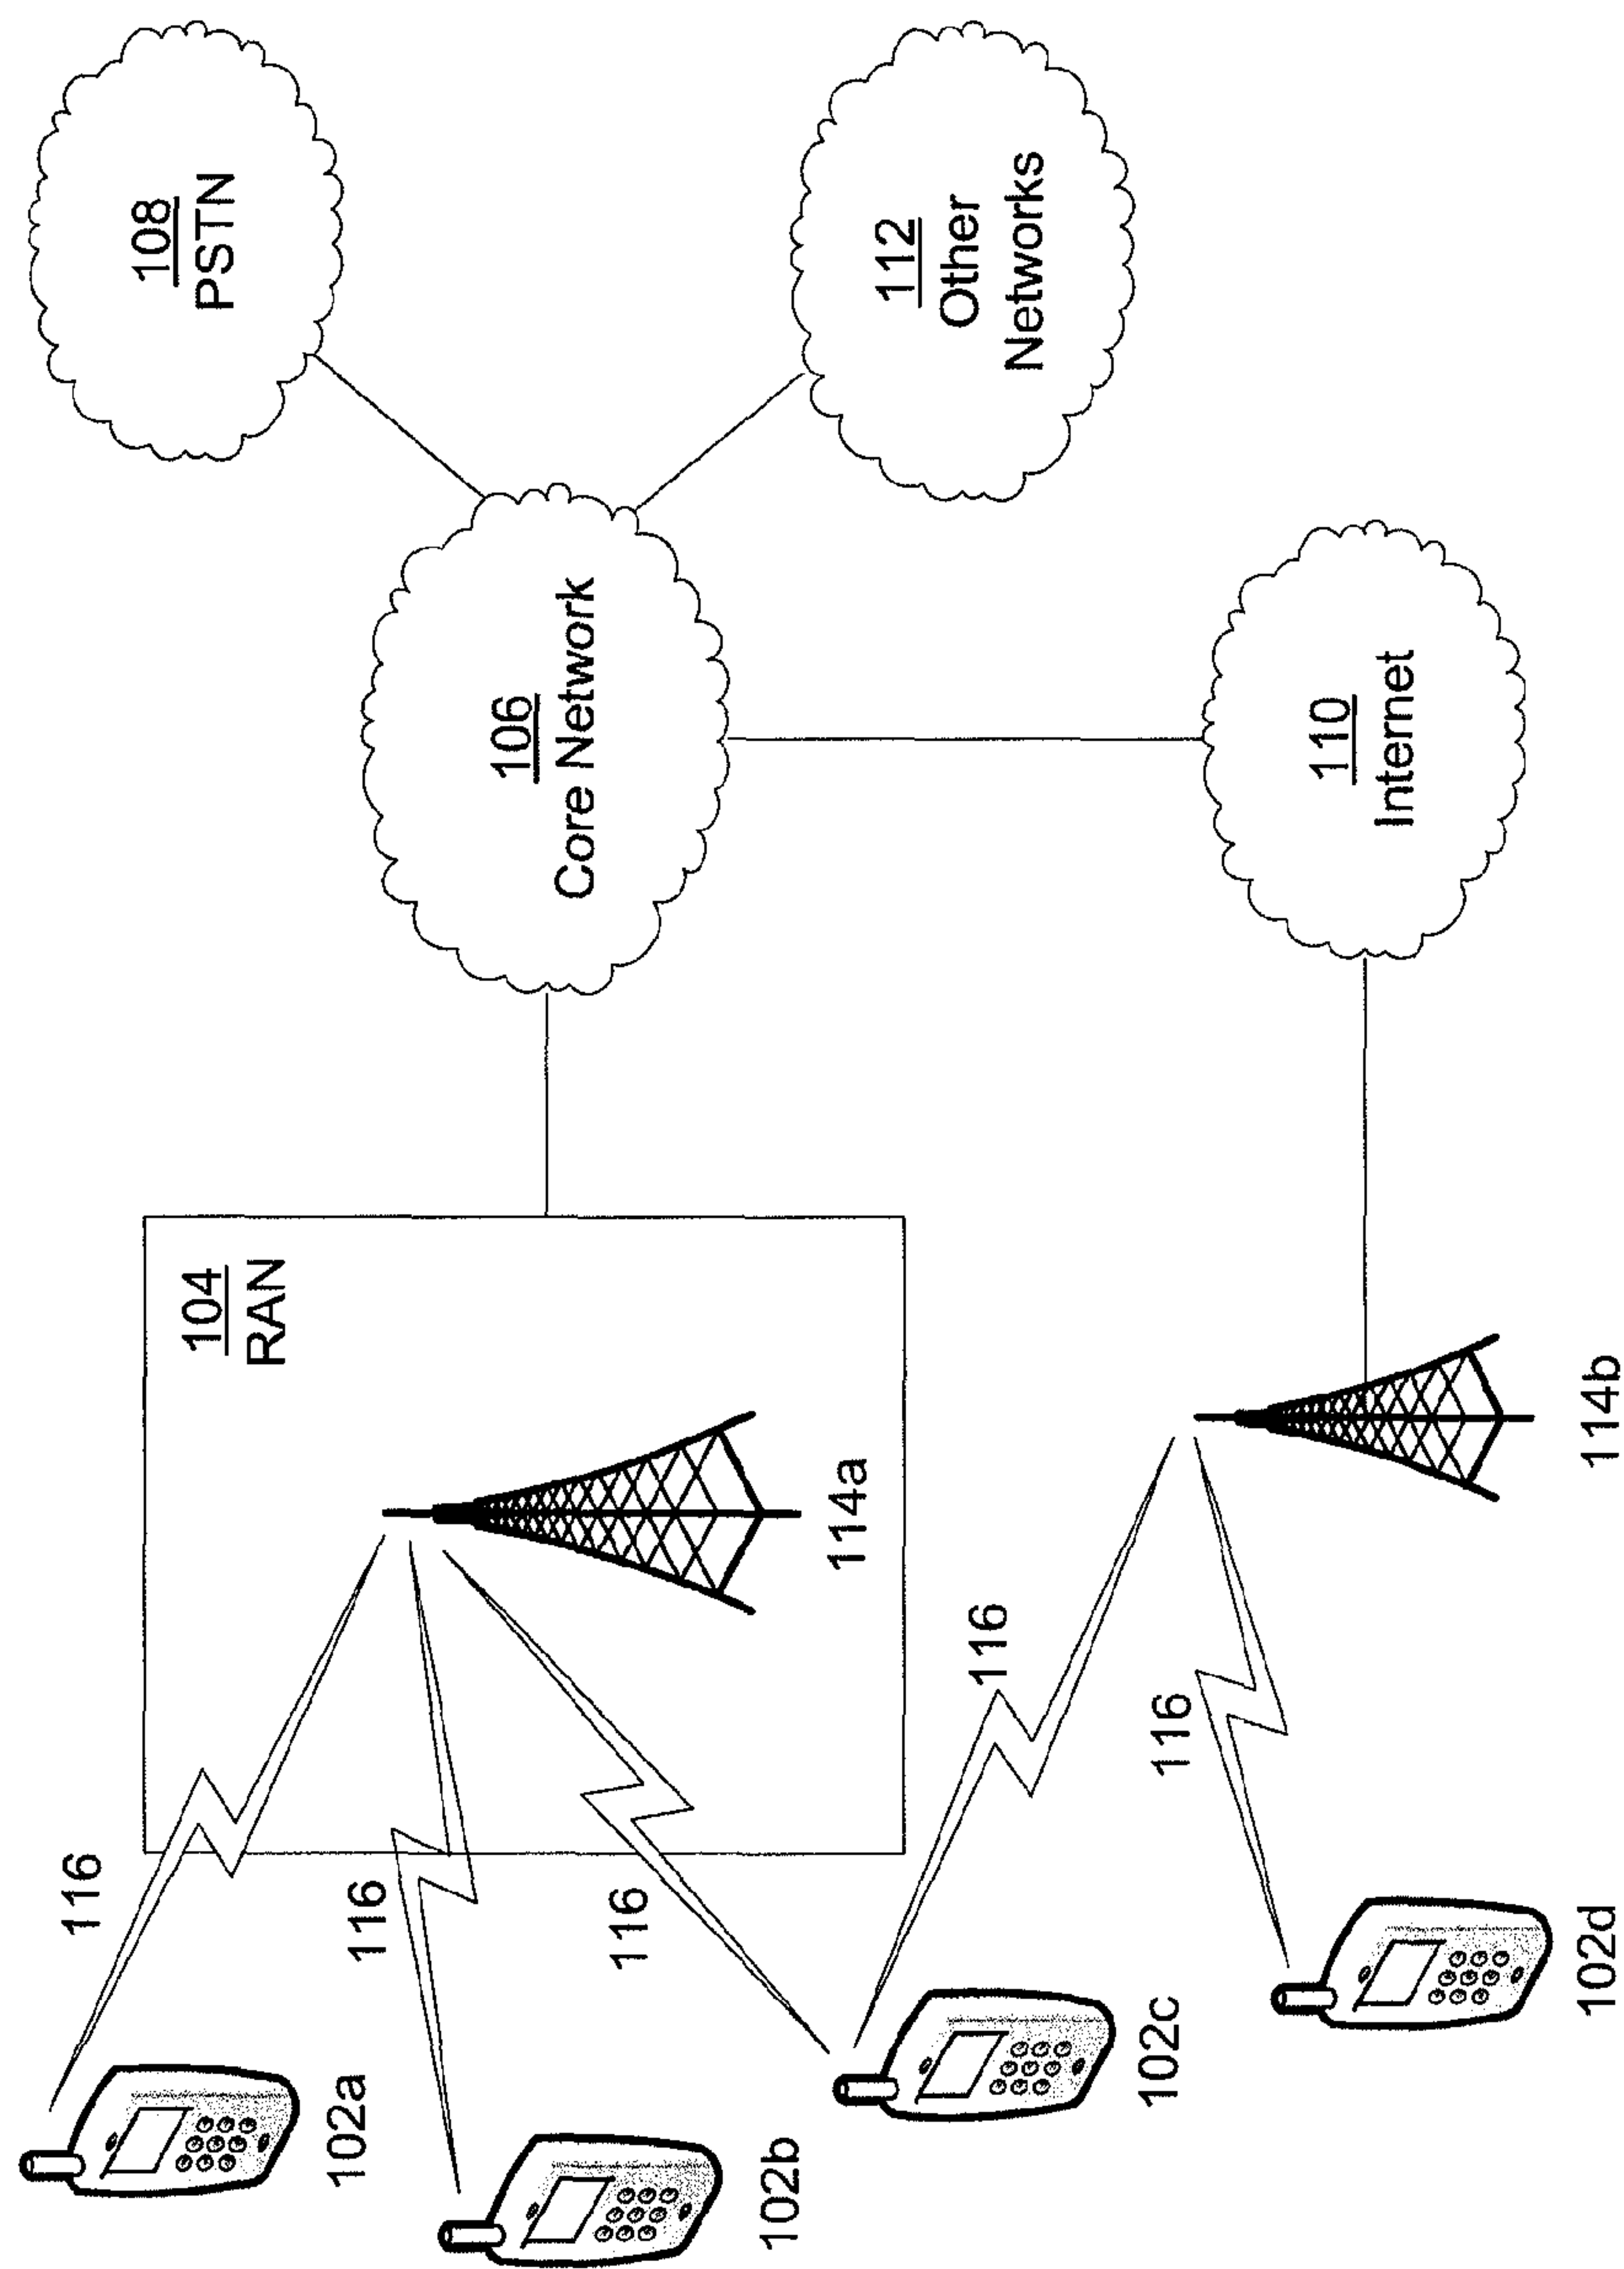 116
108
PSTN
104
RAN
102a
116
106
Core Network
116
102b
114a
112
Other
Networks
116
102c
116
110
Internet
102d
114b